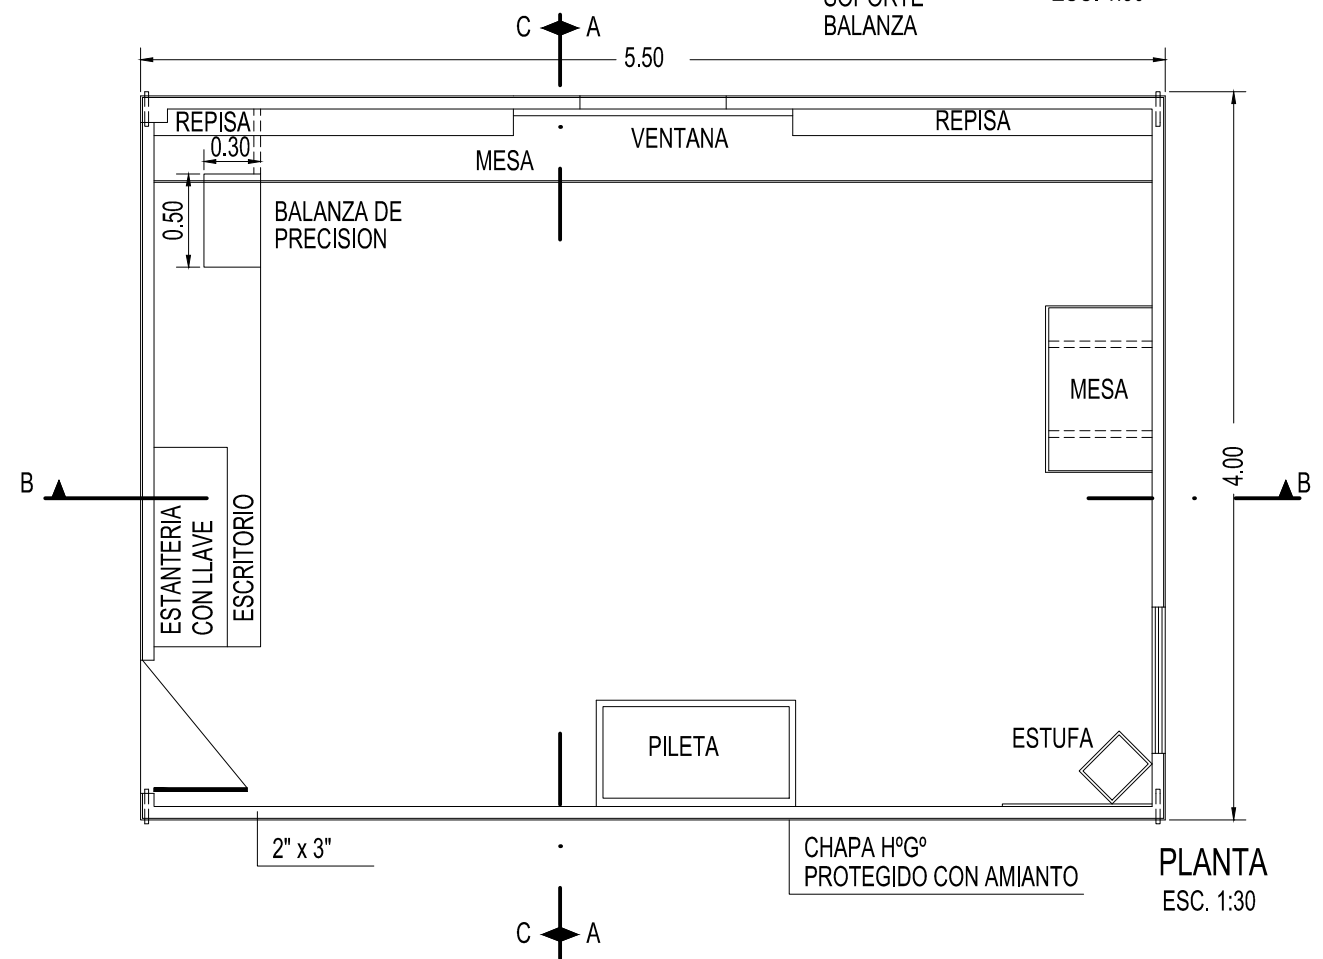 BALANZA
C
A
5.50
REPISA
0.30
MESA
VENTANA
REPISA
0.50
BALANZA DE
PRECISION
MESA
4.00
B
B
ESTANTERIA
CON LLAVE
ESCRITORIO
PILETA
ESTUFA
2" x 3"
CHAPA HºGº
PROTEGIDO CON AMIANTO
PLANTA
ESC. 1:30
C
A